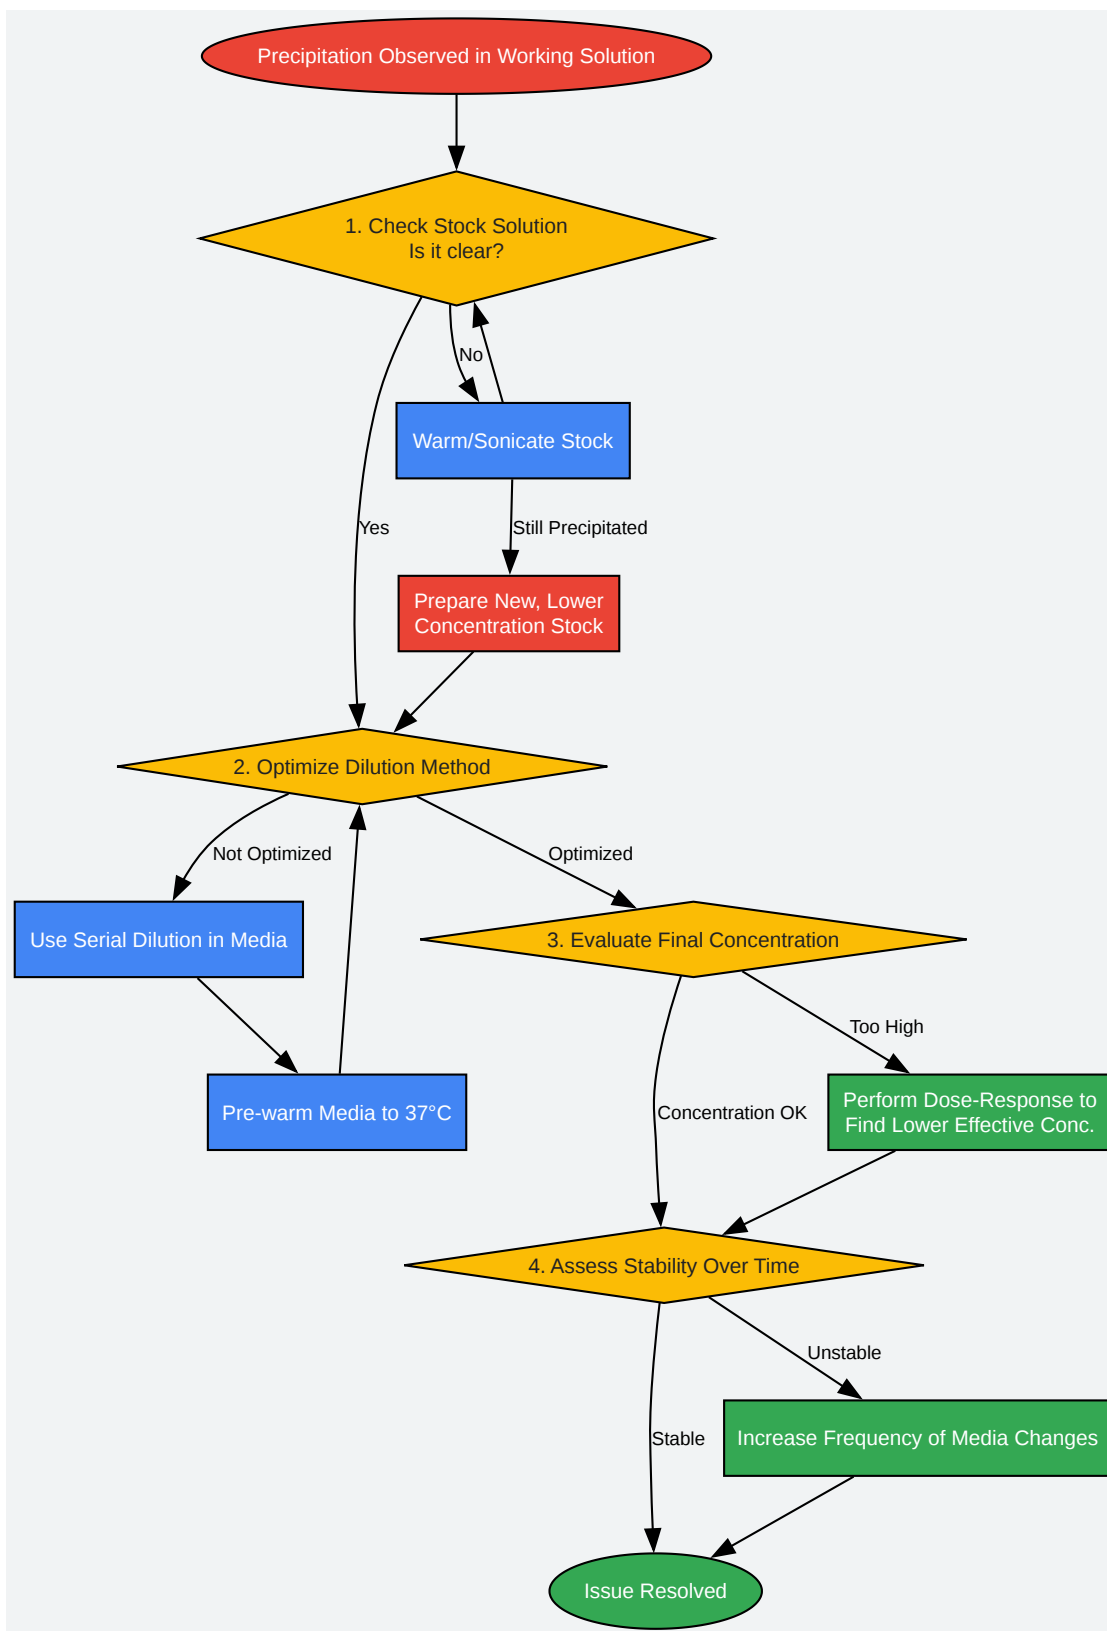 Precipitation Observed in Working Solution
1. Check Stock Solution
Is it clear?
No
Warm/Sonicate Stock
Yes
Still Precipitated
Prepare New, Lower
Concentration Stock
2. Optimize Dilution Method
Not Optimized
Optimized
Use Serial Dilution in Media
3. Evaluate Final Concentration
Too High
Pre-warm Media to 37°C
Concentration OK
Perform Dose-Response to
Find Lower Effective Conc.
4. Assess Stability Over Time
Unstable
Stable
Increase Frequency of Media Changes
Issue Resolved